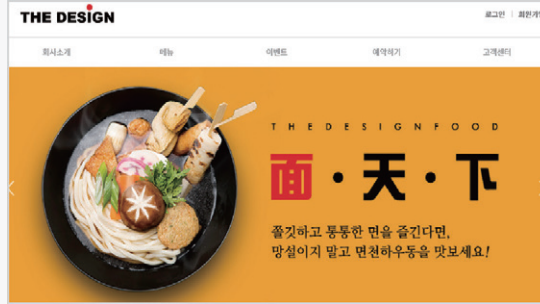 THE DESIGN
로그인 | 회원가입
회사소개 메뉴 이벤트 예약하기 고객센터
THEDESIGNFOOD
面・天・下
쫄깃하고 통통한 면을 즐긴다면,
망설이지 말고 면천하우동을 맛보세요!